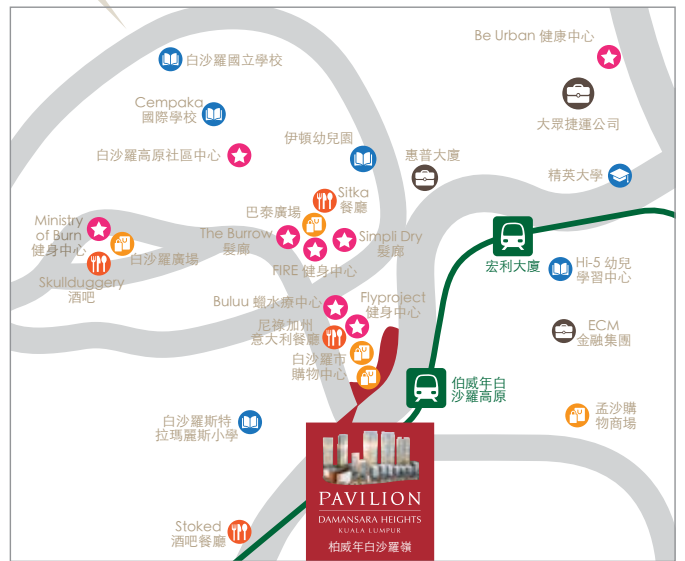 Be Urban 健康中心
白沙羅國立學校
Cempaka
國際學校
大眾捷運公司
伊頓幼兒園
白沙羅高原社區中心
惠普大廈
精英大學
Sitka
餐廳
巴泰廣場
Ministry
of Burn
健身中心
The Burrow
髮廊
Simpli Dry
髮廊
白沙羅廣場
FIRE 健身中心
宏利大廈
Hi-5 幼兒
學習中心
Skullduggery
酒吧
Buluu 蠟水療中心
Flyproject
健身中心
尼祿加州
意大利餐廳
ECM
金融集團
白沙羅市
購物中心
伯威年白
沙羅高原
白沙羅斯特
拉瑪麗斯小學
孟沙購
物商場
PAVILION
DAMANSARA HEIGHTS
KUALA LUMPUR
柏威年白沙羅嶺
Stoked
酒吧餐廳